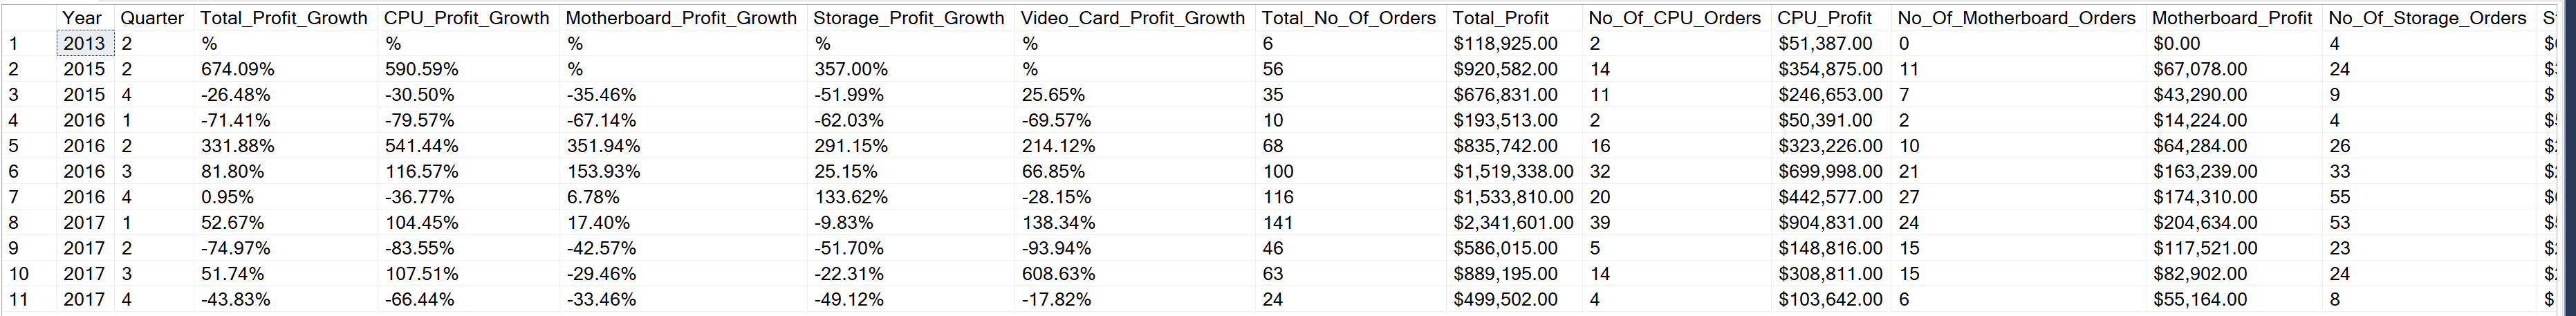 Year Quarter Total_Profit_Growth CPU_Profit_Growth Motherboard_Profit_Growth Storage_Profit_Growth Video_Card_Profit_Growth Total_No_Of_Orders Total_Profit No_Of_CPU_Orders CPU_Profit No_Of_Motherboard_Orders Motherboard_Profit No_Of_Storage_Orders
1 2013 2 % % % % % 6 $118,925.00 2 $51,387.00 0 $0.00 4
2 2015 2 674.09% 590.59% % 357.00% % 56 $920,582.00 14 $354,875.00 11 $67,078.00 24
3 2015 4 -26.48% -30.50% -35.46% -51.99% 25.65% 35 $676,831.00 11 $246,653.00 7 $43,290.00 9
4 2016 1 -71.41% -79.57% -67.14% -62.03% -69.57% 10 $193,513.00 2 $50,391.00 2 $14,224.00 4
5 2016 2 331.88% 541.44% 351.94% 291.15% 214.12% 68 $835,742.00 16 $323,226.00 10 $64,284.00 26
6 2016 3 81.80% 116.57% 153.93% 25.15% 66.85% 100 $1,519,338.00 32 $699,998.00 21 $163,239.00 33
7 2016 4 0.95% -36.77% 6.78% 133.62% -28.15% 116 $1,533,810.00 20 $442,577.00 27 $174,310.00 55
8 2017 1 52.67% 104.45% 17.40% -9.83% 138.34% 141 $2,341,601.00 39 $904,831.00 24 $204,634.00 53
9 2017 2 -74.97% -83.55% -42.57% -51.70% -93.94% 46 $586,015.00 5 $148,816.00 15 $117,521.00 23
10 2017 3 51.74% 107.51% -29.46% -22.31% 608.63% 63 $889,195.00 14 $308,811.00 15 $82,902.00 24
11 2017 4 -43.83% -66.44% -33.46% -49.12% -17.82% 24 $499,502.00 4 $103,642.00 6 $55,164.00 8